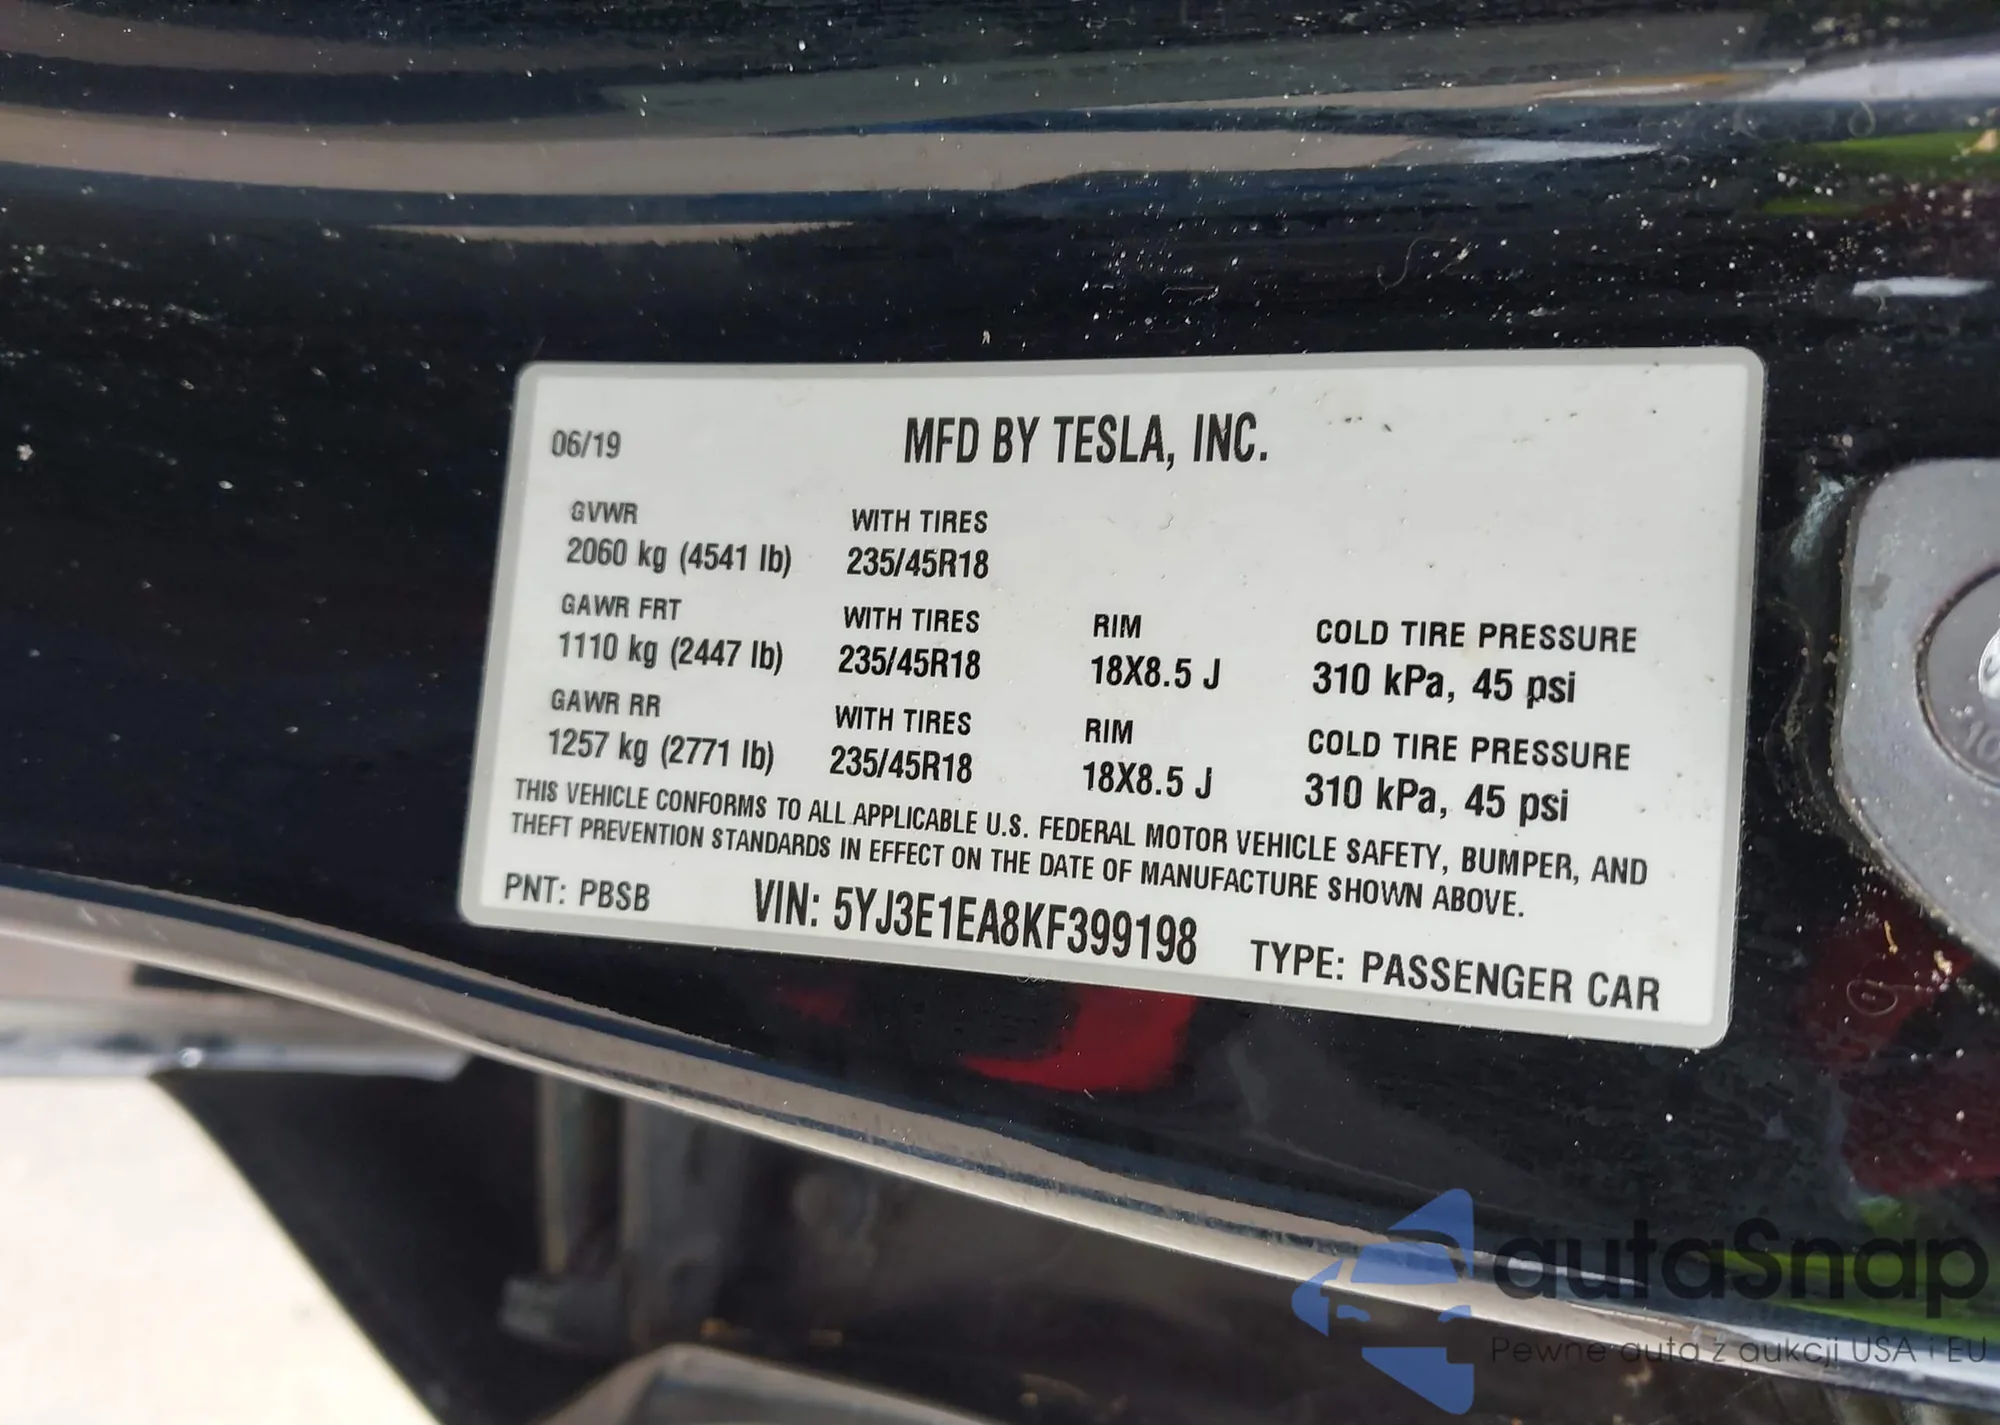 06/19 MFD BY TESLA, INC.
GVWR WITH TIRES
2060 kg (4541 lb) 235/45R18
GAWR FRT WITH TIRES RIM COLD TIRE PRESSURE
1110 kg (2447 lb) 235/45R18 18X8.5 J 310 kPa, 45 psi
GAWR RR WITH TIRES RIM COLD TIRE PRESSURE
1257 kg (2771 lb) 235/45R18 18X8.5 J 310 kPa, 45 psi
THIS VEHICLE CONFORMS TO ALL APPLICABLE U.S. FEDERAL MOTOR VEHICLE SAFETY, BUMPER, AND
THEFT PREVENTION STANDARDS IN EFFECT ON THE DATE OF MANUFACTURE SHOWN ABOVE.
PNT: PBSB VIN: 5YJ3E1EA8KF399198 TYPE: PASSENGER CAR
autaSnap
Pewne auta z aukcji USA i EU